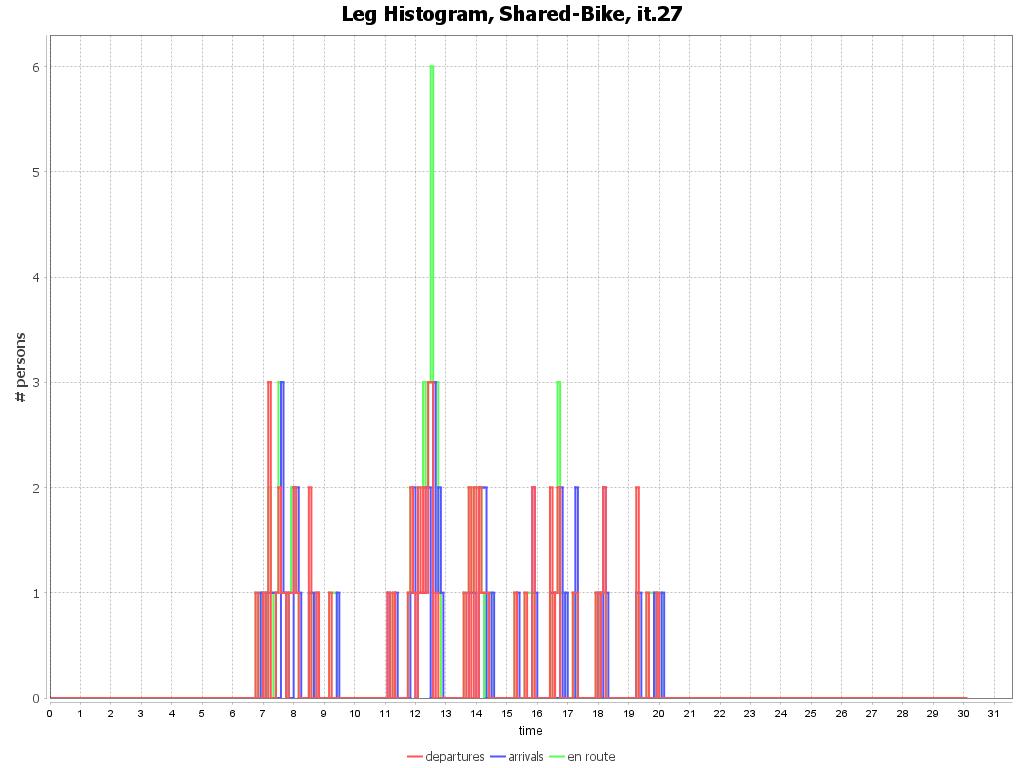 Leg Histogram, Shared-Bike, it.27
6
5
4
3
2
1
0
# persons
0 1 2 3 4 5 6 7 8 9 10 11 12 13 14 15 16 17 18 19 20 21 22 23 24 25 26 27 28 29 30 31
time
departures arrivals en route